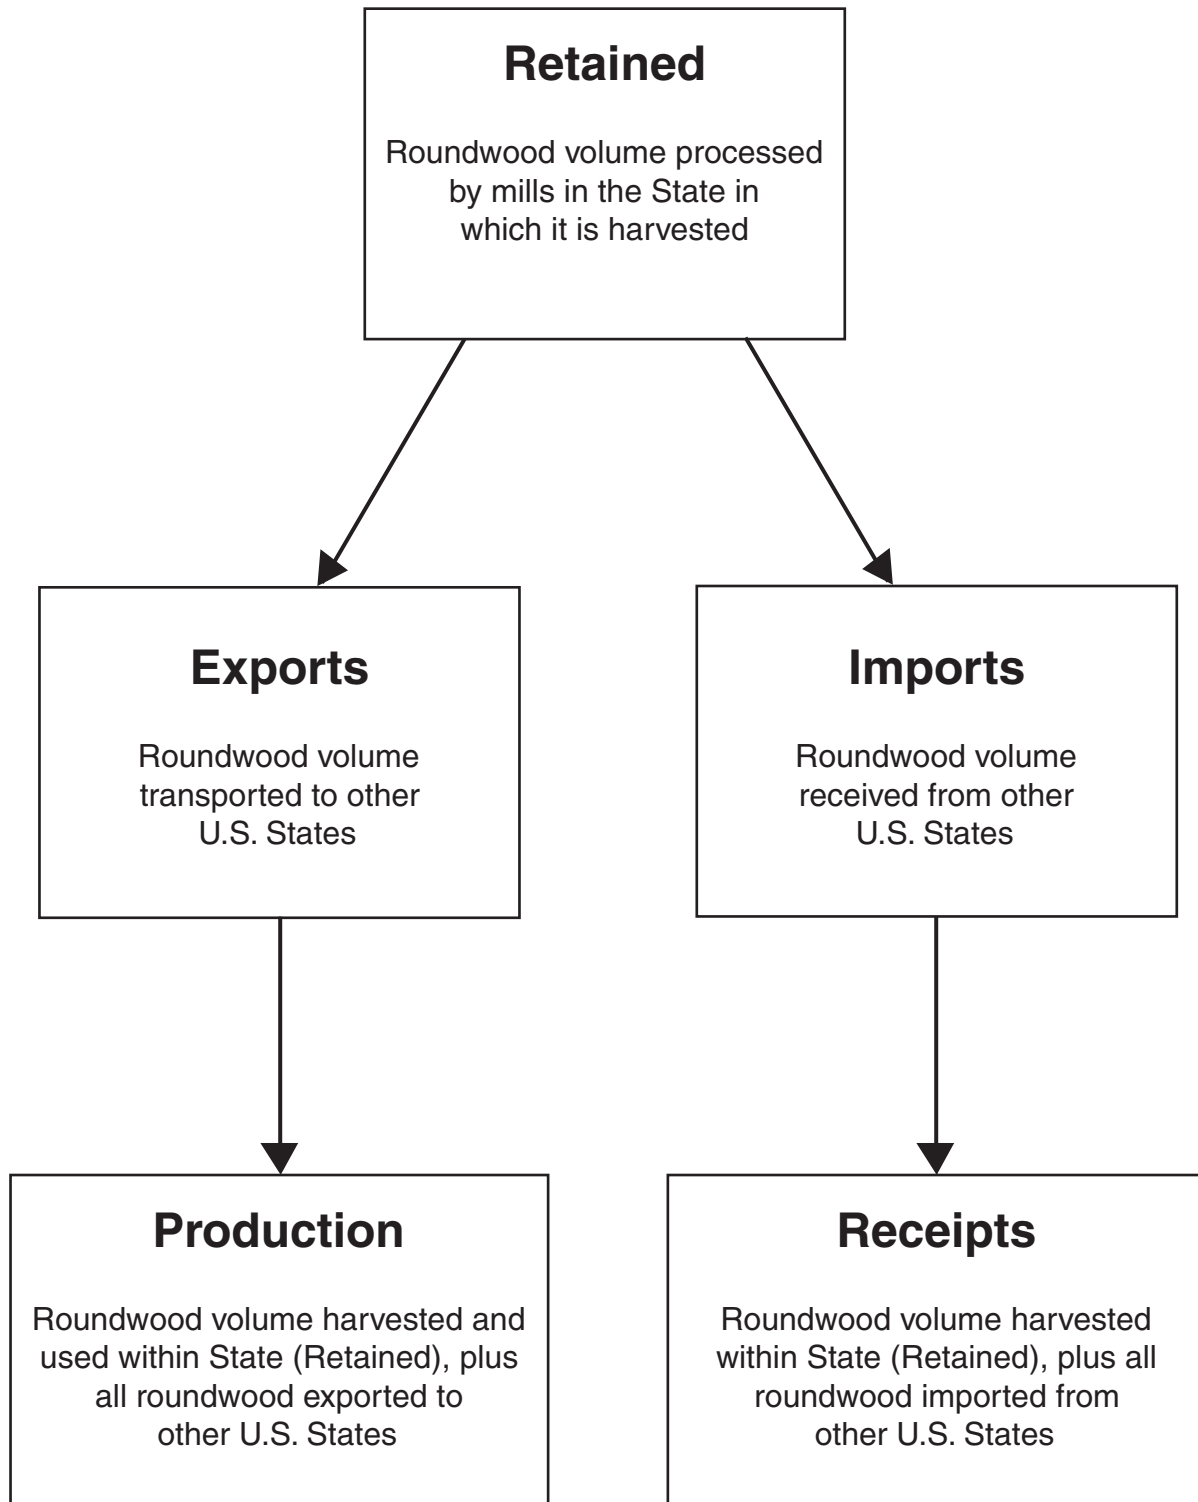 Retained
Roundwood volume processed
by mills in the State in
which it is harvested
Exports
Roundwood volume
transported to other
U.S. States
Imports
Roundwood volume
received from other
U.S. States
Production
Roundwood volume harvested and
used within State (Retained), plus
all roundwood exported to
other U.S. States
Receipts
Roundwood volume harvested
within State (Retained), plus all
roundwood imported from
other U.S. States